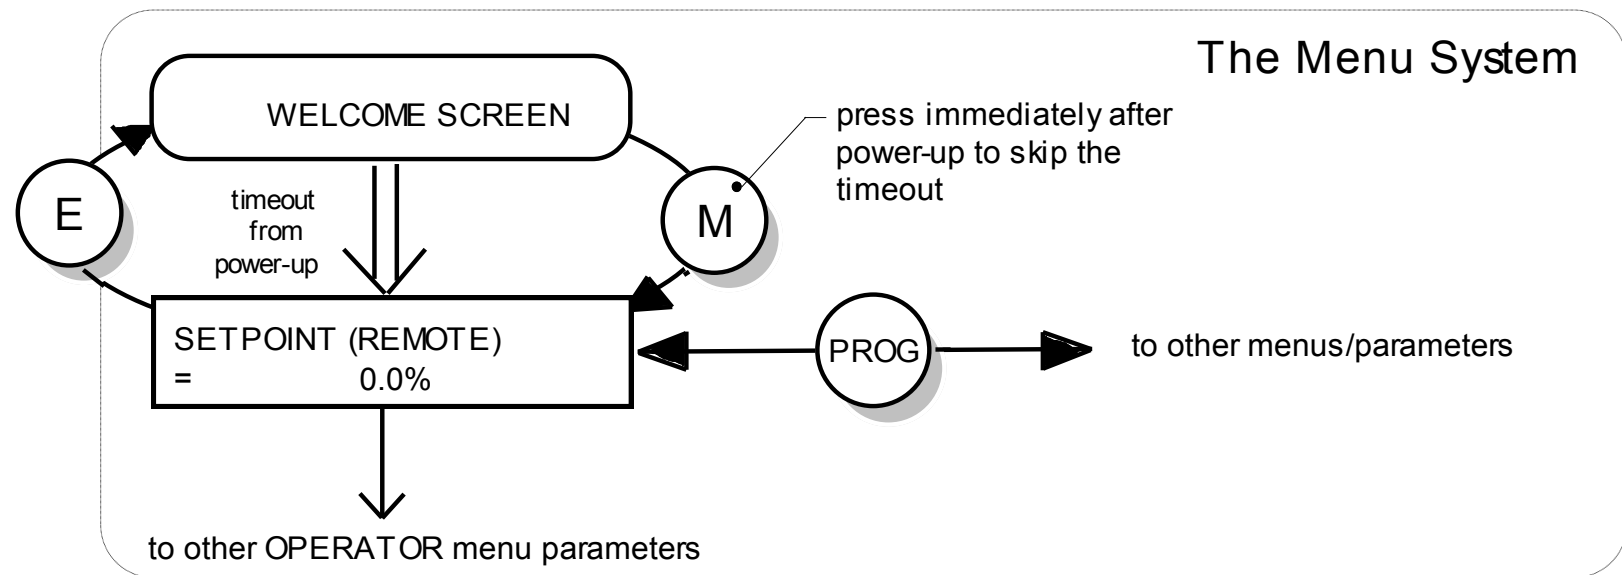 The Menu System
WELCOME SCREEN
press immediately after
power-up to skip the
timeout
E
timeout
from
power-up
M
SETPOINT (REMOTE)
= 0.0%
PROG
to other menus/parameters
to other OPERATOR menu parameters